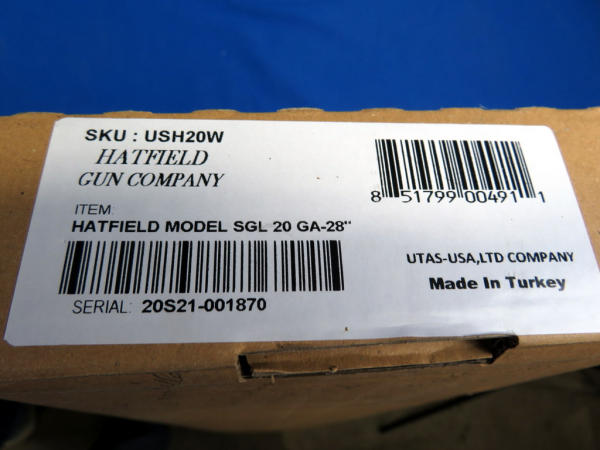 SKU : USH20W
HATFIELD
GUN COMPANY
ITEM:
HATFIELD MODEL SGL 20 GA-28"
SERIAL: 20S21-001870
8 51799 00491 1
UTAS-USA,LTD COMPANY
Made In Turkey